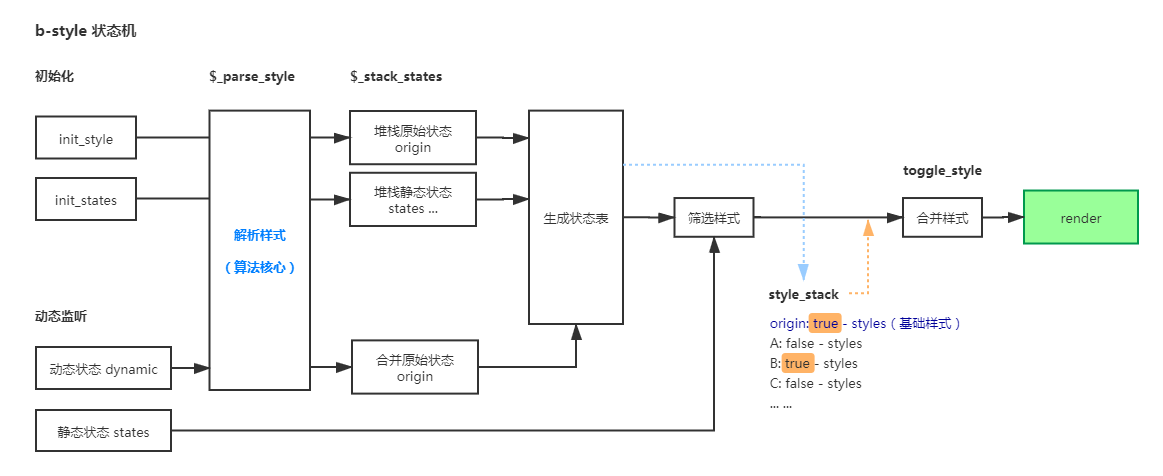 b-style 状态机
初始化
$_parse_style
$_stack_states
init_style
init_states
堆栈原始状态
origin
堆栈静态状态
states ...
解析样式
（算法核心）
生成状态表
筛选样式
toggle_style
合并样式
render
style_stack
origin: true - styles（基础样式）
A: false - styles
B: true - styles
C: false - styles
... ...
动态监听
动态状态 dynamic
合并原始状态
origin
静态状态 states